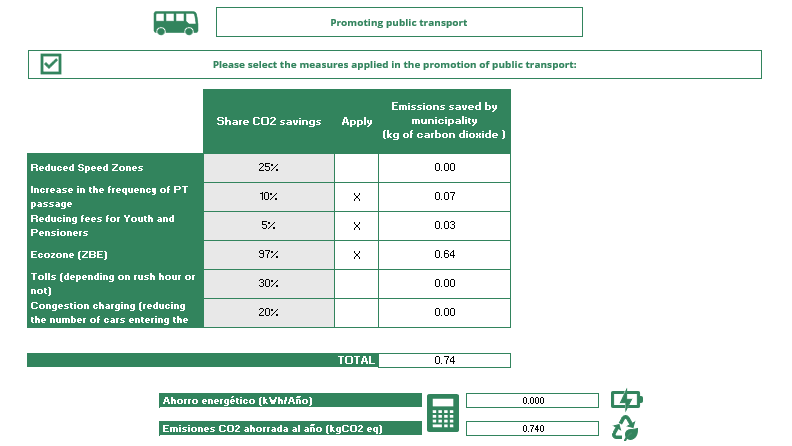 Promoting public transport
Please select the measures applied in the promotion of public transport:
Share CO2 savings
Apply
Emissions saved by
municipality
(kg of carbon dioxide )
Reduced Speed Zones
25%
0.00
Increase in the frequency of PT
passage
10%
X
0.07
Reducing fees for Youth and
Pensioners
5%
X
0.03
Ecozone (ZBE)
97%
X
0.64
Tolls (depending on rush hour or
not)
30%
0.00
Congestion charging (reducing
the number of cars entering the
20%
0.00
TOTAL
0.74
Ahorro energético (kWh/Año)
0.000
Emisiones CO2 ahorrada al año (kgCO2 eq)
0.740